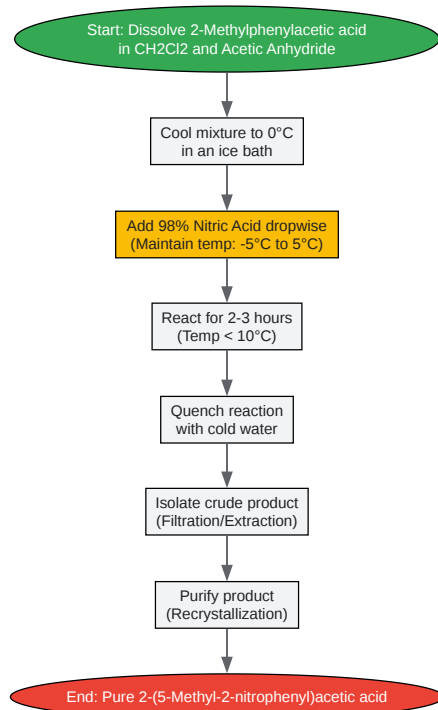 Start: Dissolve 2-Methylphenylacetic acid
in CH2Cl2 and Acetic Anhydride
Cool mixture to 0°C
in an ice bath
Add 98% Nitric Acid dropwise
(Maintain temp: -5°C to 5°C)
React for 2-3 hours
(Temp < 10°C)
Quench reaction
with cold water
Isolate crude product
(Filtration/Extraction)
Purify product
(Recrystallization)
End: Pure 2-(5-Methyl-2-nitrophenyl)acetic acid